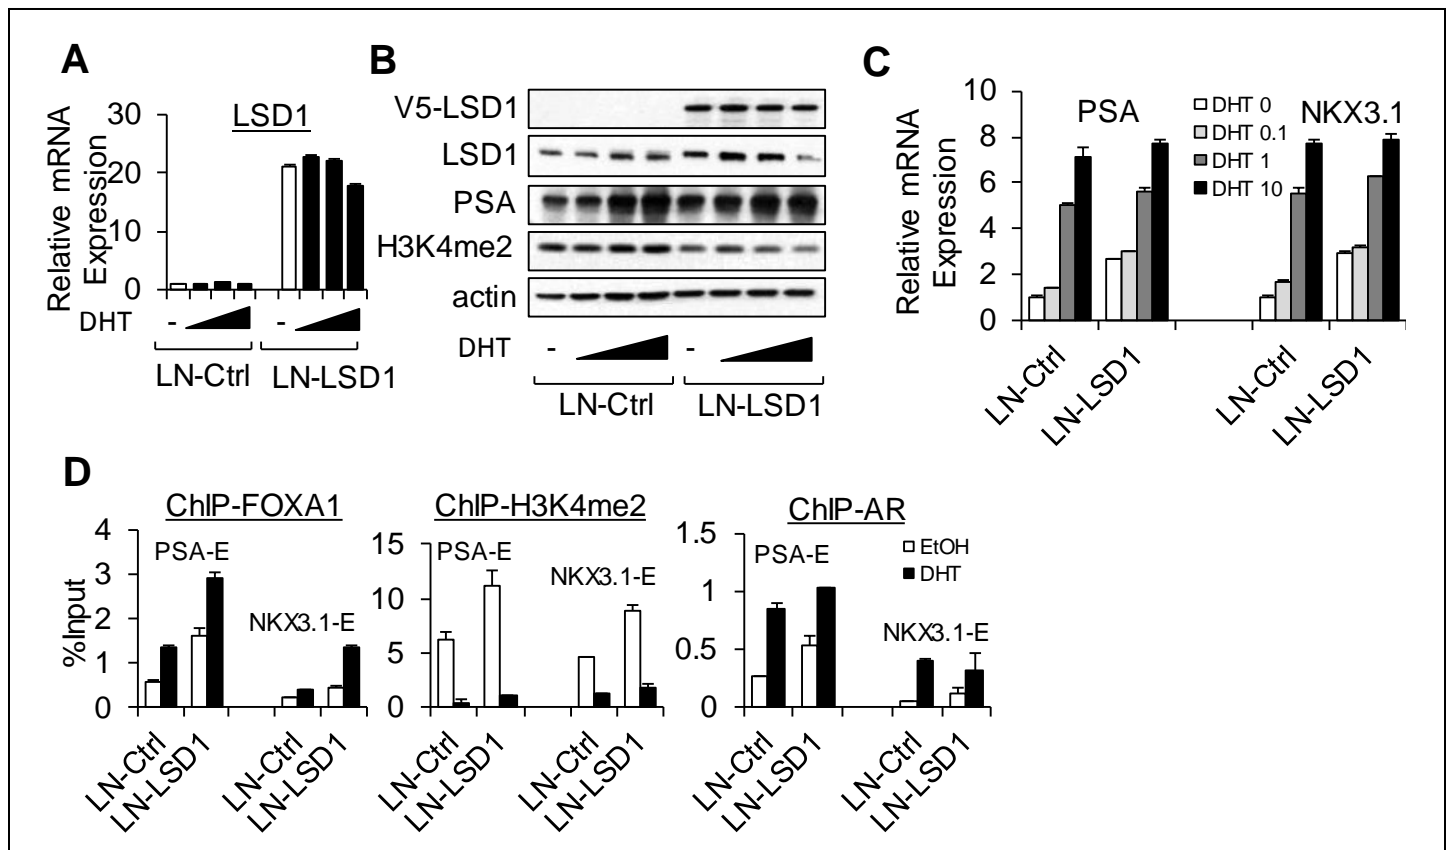 A
LSD1
Relative mRNA
Expression
30
20
10
0
DHT
-
-
LN-Ctrl
LN-LSD1
B
V5-LSD1
LSD1
PSA
H3K4me2
actin
DHT
-
-
LN-Ctrl
LN-LSD1
C
Relative mRNA
Expression
10
8
6
4
2
0
PSA
DHT 0
DHT 0.1
DHT 1
DHT 10
NKX3.1
LN-Ctrl
LN-LSD1
LN-Ctrl
LN-LSD1
D
ChIP-FOXA1
%Input
4
3
2
1
0
PSA-E
NKX3.1-E
LN-Ctrl
LN-LSD1
LN-Ctrl
LN-LSD1
ChIP-H3K4me2
15
10
5
0
PSA-E
NKX3.1-E
LN-Ctrl
LN-LSD1
LN-Ctrl
LN-LSD1
ChIP-AR
1.5
1
0.5
0
PSA-E
EtOH
DHT
NKX3.1-E
LN-Ctrl
LN-LSD1
LN-Ctrl
LN-LSD1